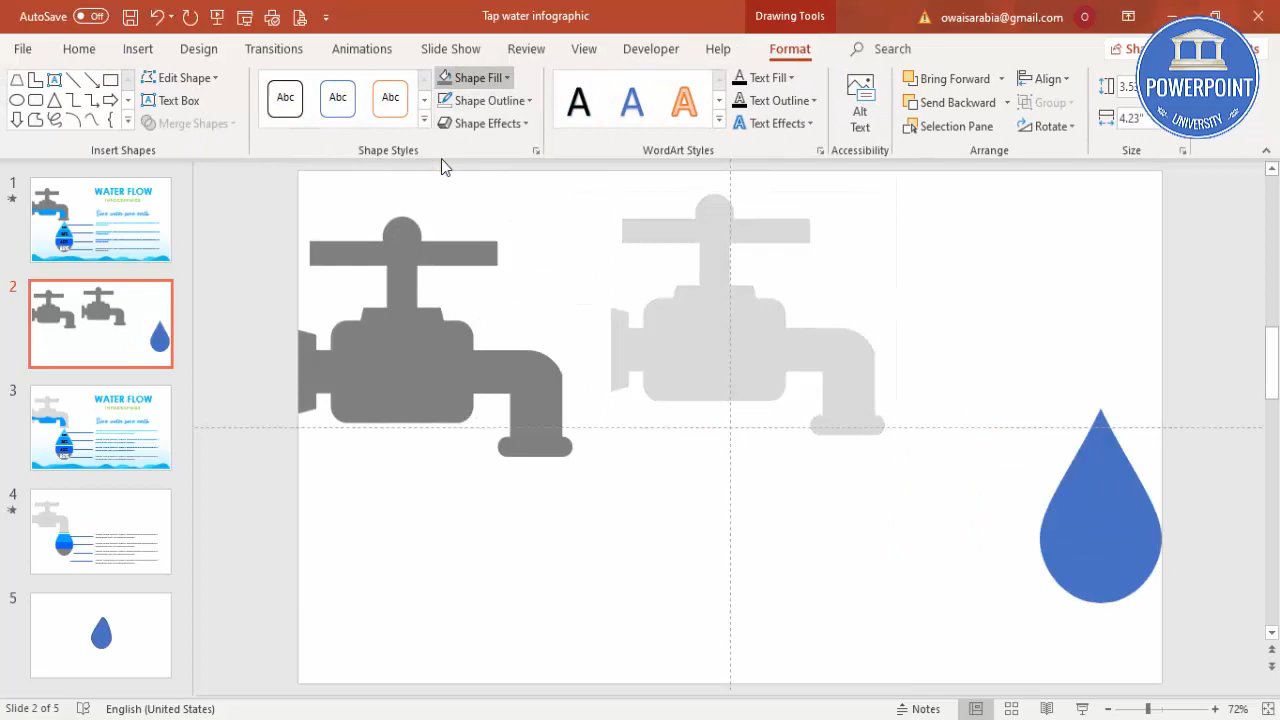 AutoSave Off Tap water infographic Drawing Tools owaisarabia@gmail.com O
File Home Insert Design Transitions Animations Slide Show Review View Developer Help Format Search
Edit Shape Text Box Merge Shapes
Insert Shapes
Abc Abc Abc
Shape Fill
Shape Outline
Shape Effects
Shape Styles
A A A
Text Fill
Text Outline
Text Effects
WordArt Styles
Alt
Text
Accessibility
Bring Forward
Send Backward
Selection Pane
Align
Group
Rotate
Arrange
4.23"
Size
POWERPOINT
UNIVERSITY
1
WATER FLOW
2
3
WATER FLOW
4
5
Slide 2 of 5 English (United States) Notes 72%